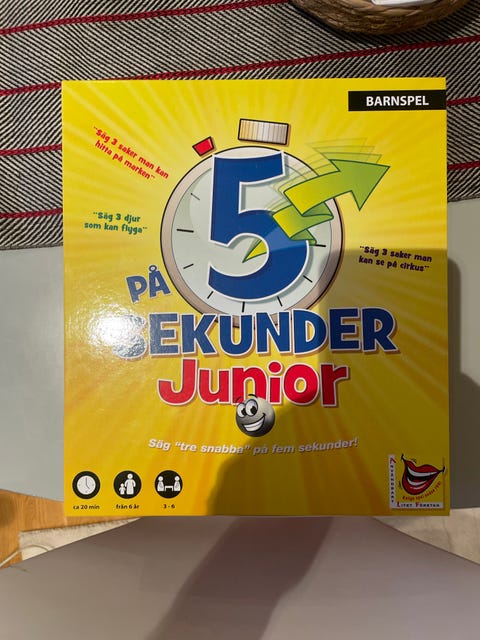 BARNSPEL
"Säg 3 saker man kan
hitta på marken"
"Säg 3 djur
som kan flyga"
"Säg 3 saker man
kan se på cirkus"
5
PÅ
SEKUNDER
Junior
Säg "tre snabba" på fem sekunder!
ca 20 min
från 6 år
3 - 6
LITET FÖRETAG